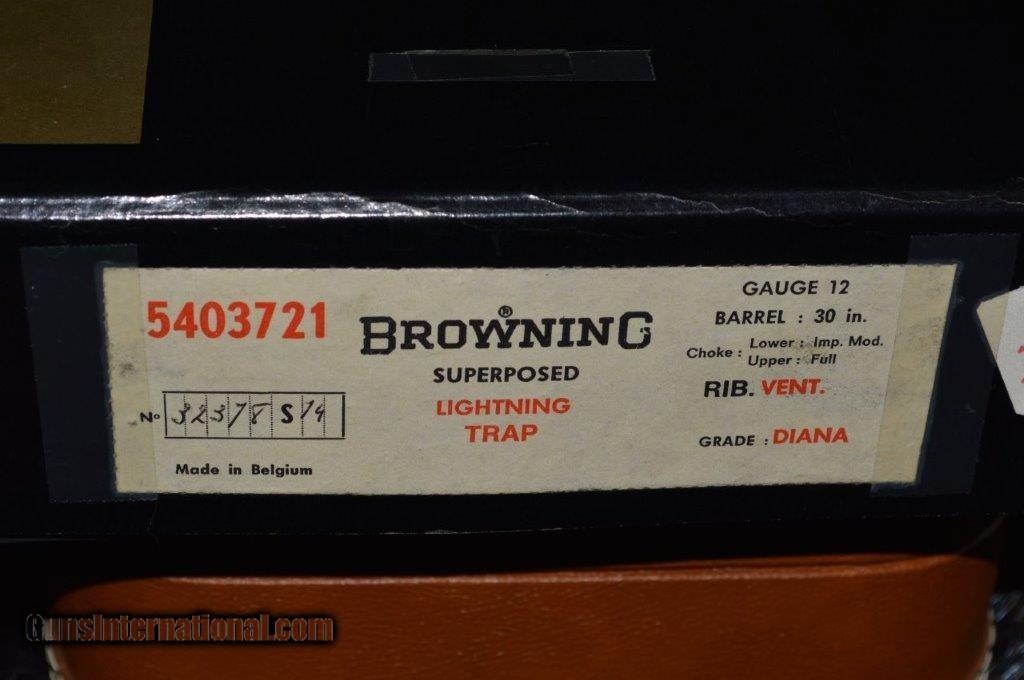 5403721
BROWNING®
SUPERPOSED
LIGHTNING
TRAP
No 32378 S 74
Made in Belgium
GAUGE 12
BARREL : 30 in.
Choke : Lower : Imp. Mod.
Upper : Full
RIB. VENT.
GRADE : DIANA
GunsInternational.com